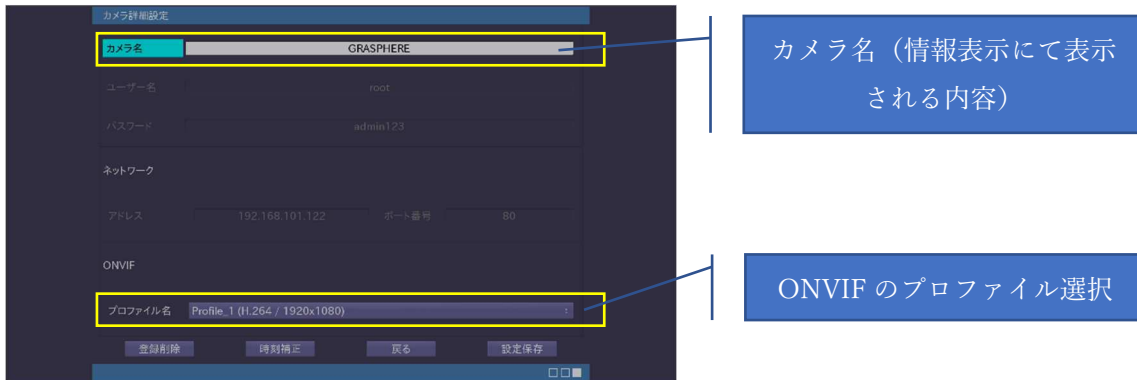 カメラ詳細設定
カメラ名 GRASPHERE
ユーザー名 root
パスワード admin123
ネットワーク
アドレス 192.168.101.122 ポート番号 80
ONVIF
プロファイル名 Profile_1 (H.264 / 1920x1080)
登録削除 時刻補正 戻る 設定保存
カメラ名（情報表示にて表示
される内容）
ONVIF のプロファイル選択